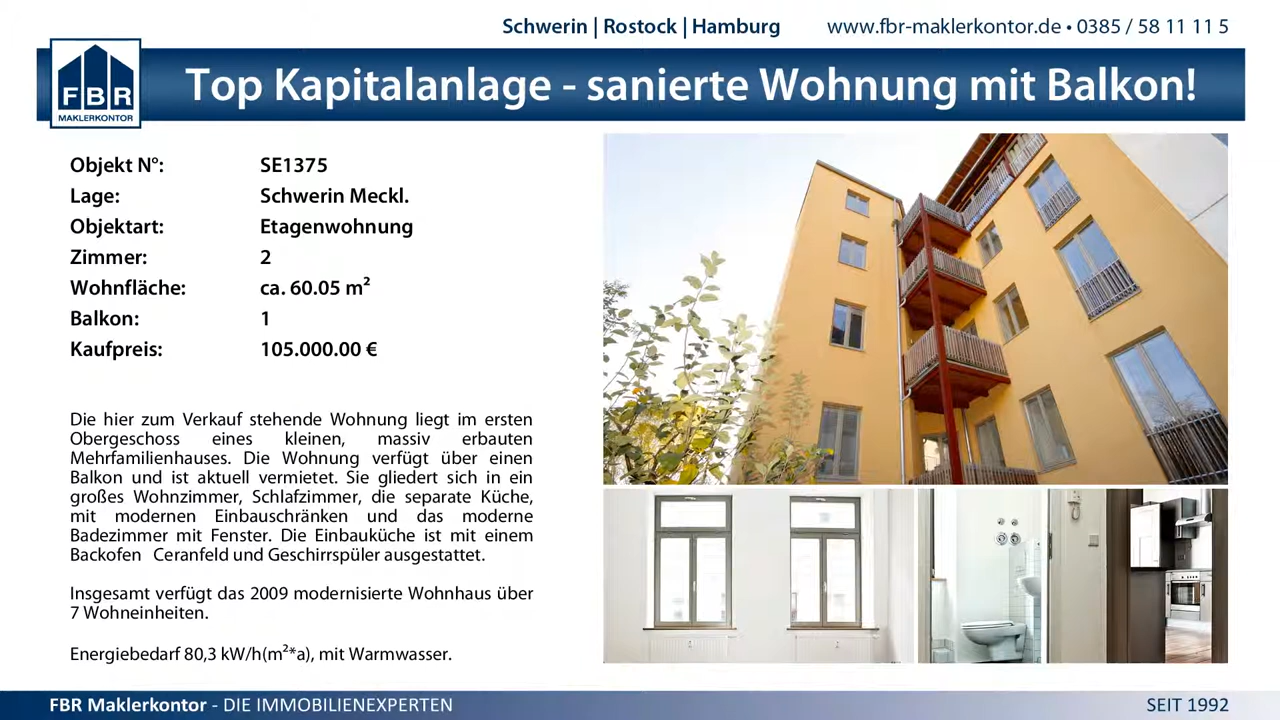 Schwerin | Rostock | Hamburg www.fbr-maklerkontor.de • 0385 / 58 11 11 5
FBR
MAKLERKONTOR
Top Kapitalanlage - sanierte Wohnung mit Balkon!
Objekt N°: SE1375
Lage: Schwerin Meckl.
Objektart: Etagenwohnung
Zimmer: 2
Wohnfläche: ca. 60.05 m²
Balkon: 1
Kaufpreis: 105.000.00 €
Die hier zum Verkauf stehende Wohnung liegt im ersten
Obergeschoss eines kleinen, massiv erbauten
Mehrfamilienhauses. Die Wohnung verfügt über einen
Balkon und ist aktuell vermietet. Sie gliedert sich in ein
großes Wohnzimmer, Schlafzimmer, die separate Küche,
mit modernen Einbauschränken und das moderne
Badezimmer mit Fenster. Die Einbauküche ist mit einem
Backofen Ceranfeld und Geschirrspüler ausgestattet.
Insgesamt verfügt das 2009 modernisierte Wohnhaus über
7 Wohneinheiten.
Energiebedarf 80,3 kW/h(m²*a), mit Warmwasser.
FBR Maklerkontor - DIE IMMOBILIENEXPERTEN SEIT 1992